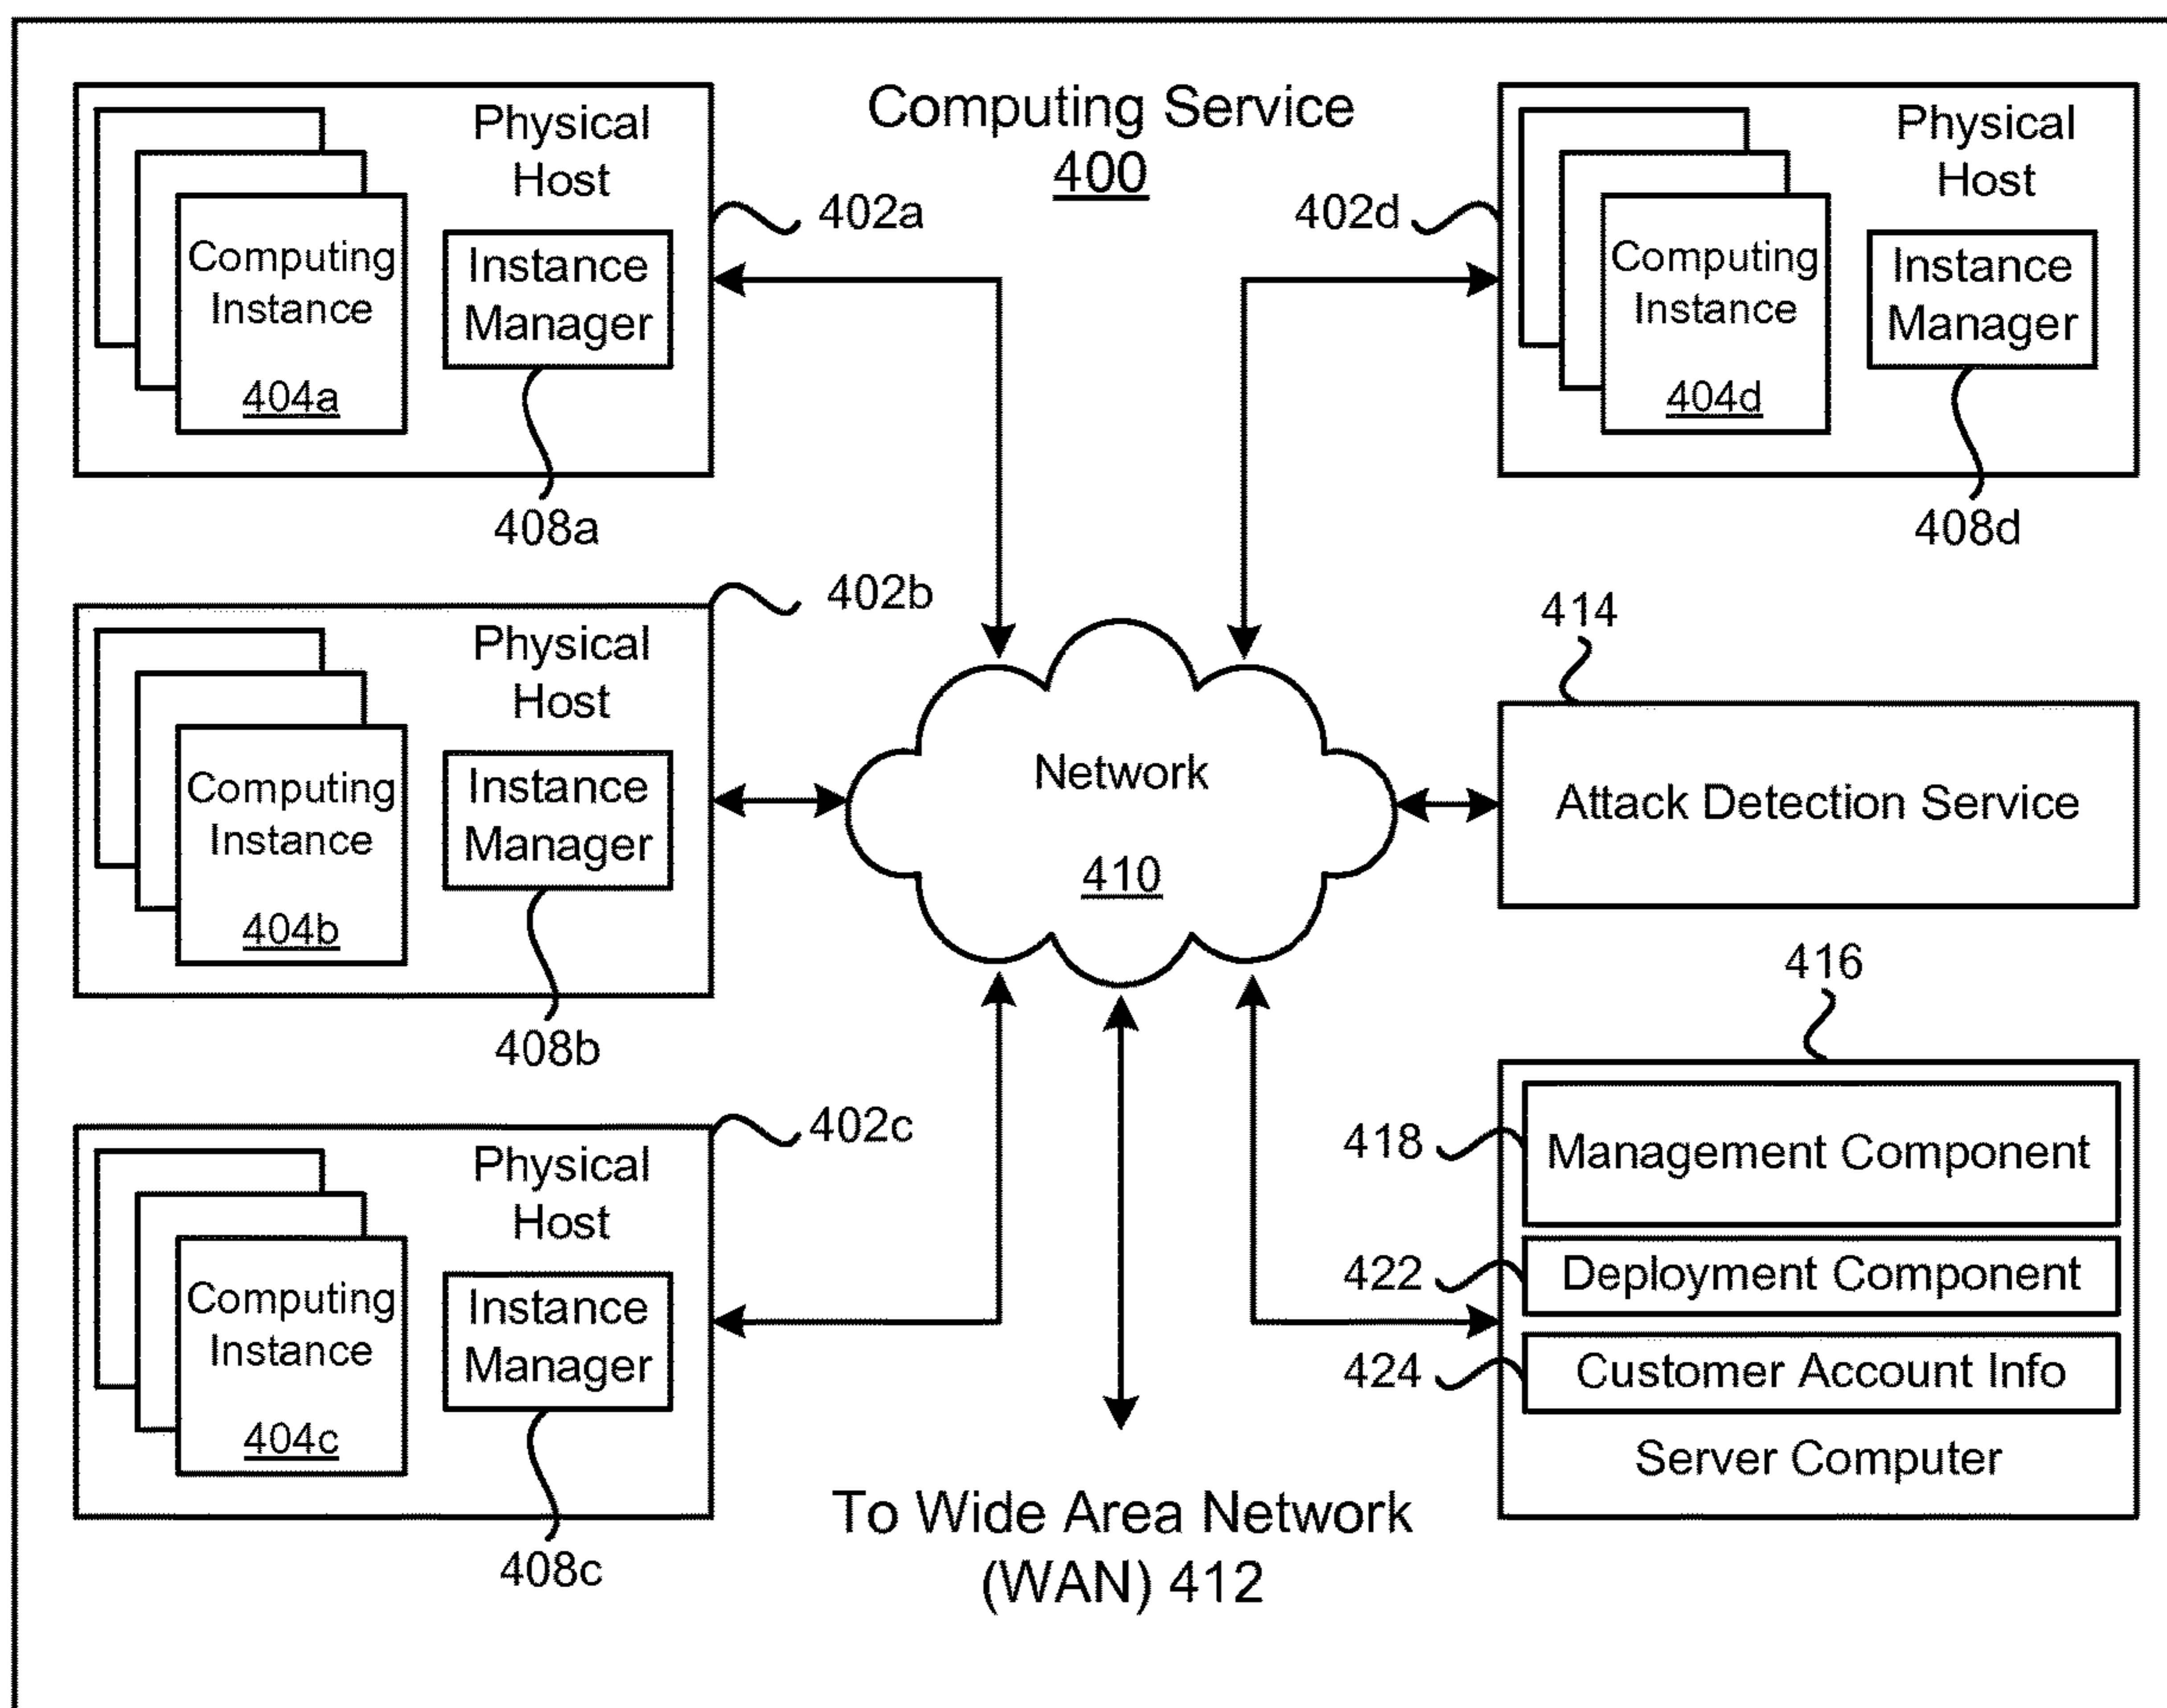 Computing Service
400
Physical
Host
402a
Computing
Instance
404a
Instance
Manager
408a
402d
Physical
Host
Computing
Instance
404d
Instance
Manager
408d
402b
Physical
Host
Computing
Instance
404b
Instance
Manager
408b
Network
410
414
Attack Detection Service
402c
Physical
Host
Computing
Instance
404c
Instance
Manager
408c
416
418
Management Component
422
Deployment Component
424
Customer Account Info
Server Computer
To Wide Area Network
(WAN) 412